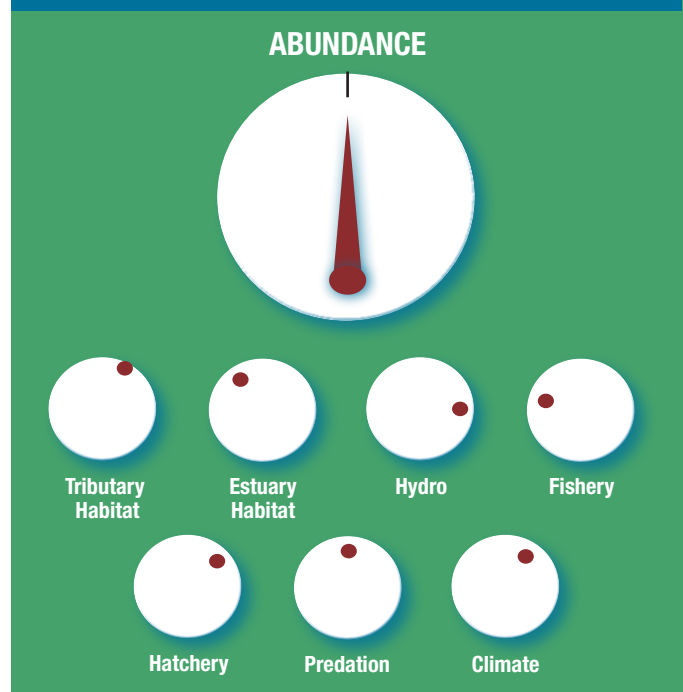 ABUNDANCE
Tributary
Habitat
Estuary
Habitat
Hydro
Fishery
Hatchery
Predation
Climate